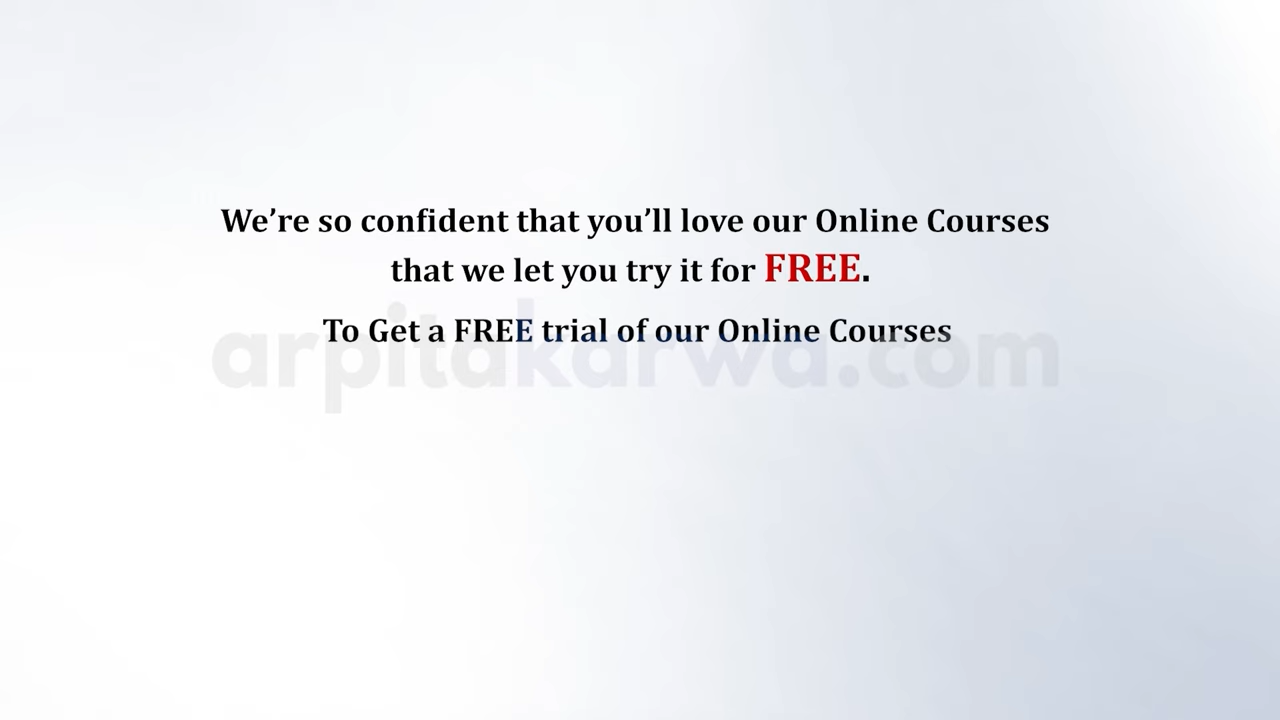 We’re so confident that you’ll love our Online Courses
that we let you try it for FREE.
To Get a FREE trial of our Online Courses
arpitakarwa.com